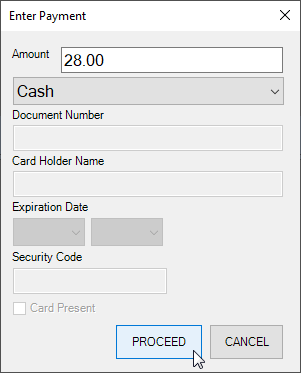 Enter Payment
Amount 28.00
Cash
Document Number
Card Holder Name
Expiration Date
Security Code
Card Present
PROCEED CANCEL